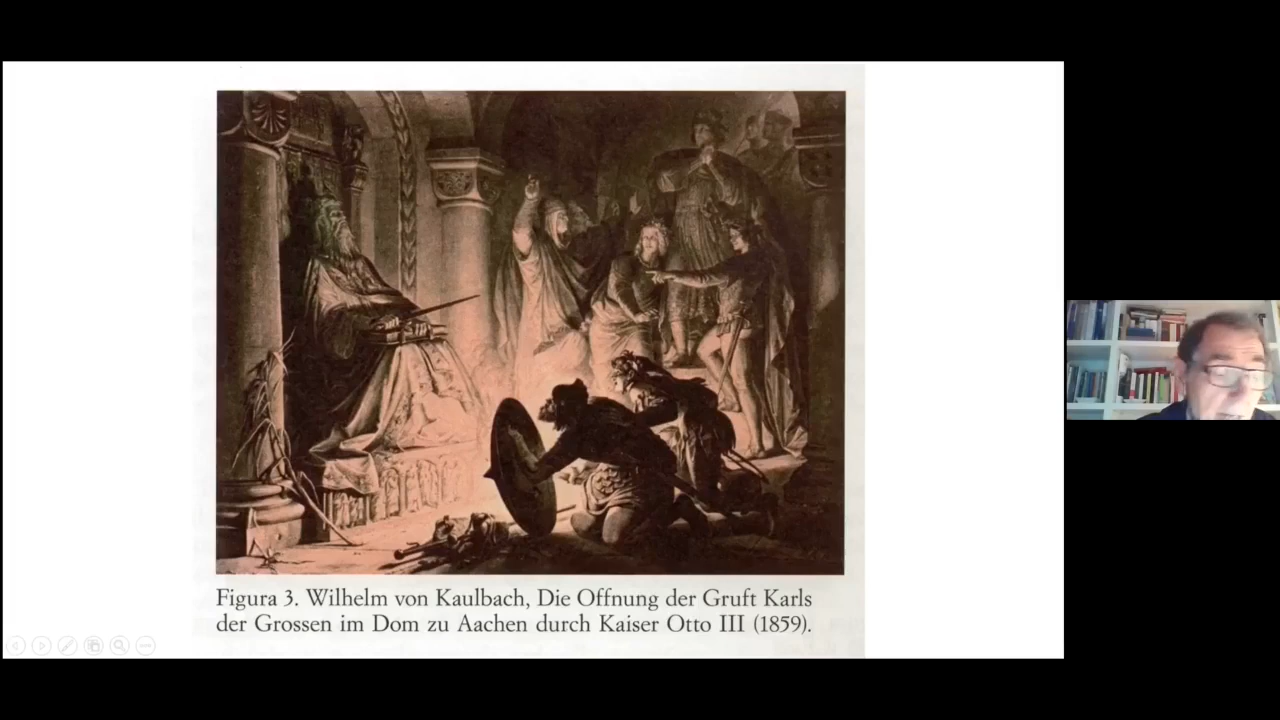 Figura 3. Wilhelm von Kaulbach, Die Offnung der Gruft Karls
der Grossen im Dom zu Aachen durch Kaiser Otto III (1859).